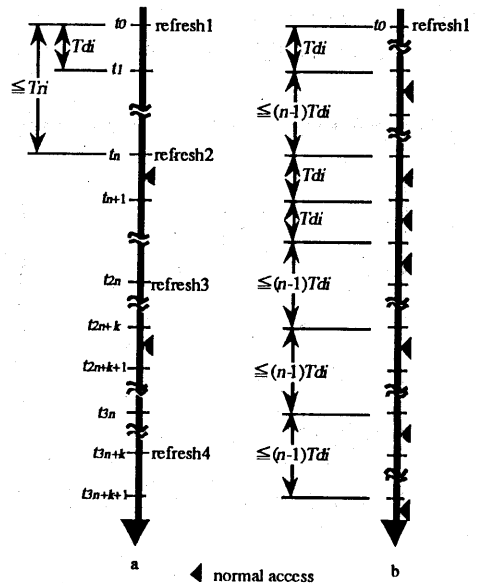 t0 refresh1
Tdi
t1
≦Tri
tn refresh2
tn+1
t2n refresh3
t2n+k
t2n+k+1
t3n
t3n+k refresh4
t3n+k+1
a
t0 refresh1
Tdi
≦(n-1)Tdi
Tdi
Tdi
≦(n-1)Tdi
≦(n-1)Tdi
≦(n-1)Tdi
b
normal access